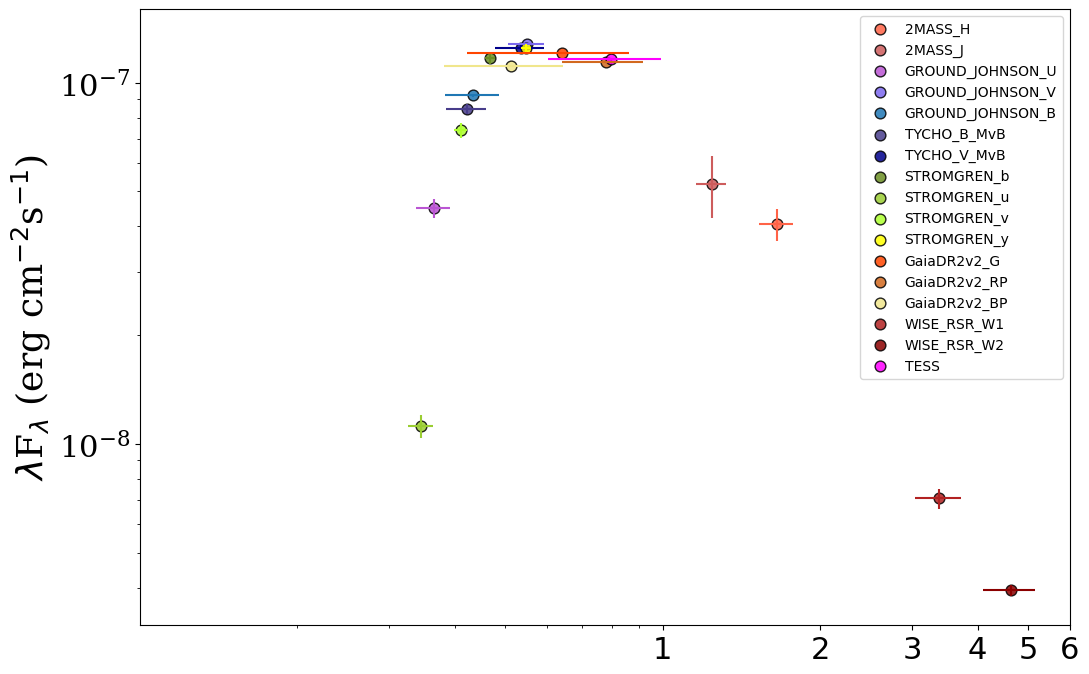 λF_λ (erg cm⁻²s⁻¹)
10⁻⁷
10⁻⁸
2MASS_H
2MASS_J
GROUND_JOHNSON_U
GROUND_JOHNSON_V
GROUND_JOHNSON_B
TYCHO_B_MvB
TYCHO_V_MvB
STROMGREN_b
STROMGREN_u
STROMGREN_v
STROMGREN_y
GaiaDR2v2_G
GaiaDR2v2_RP
GaiaDR2v2_BP
WISE_RSR_W1
WISE_RSR_W2
TESS
1 2 3 4 5 6